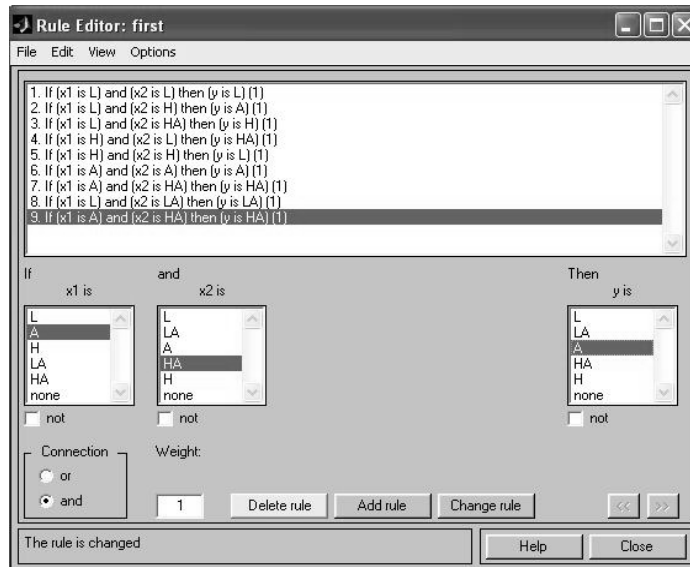 Rule Editor: first
File Edit View Options
1. If (x1 is L) and (x2 is L) then (y is L) (1)
2. If (x1 is L) and (x2 is H) then (y is A) (1)
3. If (x1 is L) and (x2 is HA) then (y is H) (1)
4. If (x1 is H) and (x2 is L) then (y is HA) (1)
5. If (x1 is H) and (x2 is H) then (y is L) (1)
6. If (x1 is A) and (x2 is A) then (y is A) (1)
7. If (x1 is A) and (x2 is HA) then (y is HA) (1)
8. If (x1 is L) and (x2 is LA) then (y is LA) (1)
9. If (x1 is A) and (x2 is HA) then (y is HA) (1)
If and Then
x1 is x2 is y is
L L L
A LA LA
H A A
LA HA HA
HA H H
none none none
not not not
Connection Weight:
or
and 1 Delete rule Add rule Change rule << >>
The rule is changed Help Close